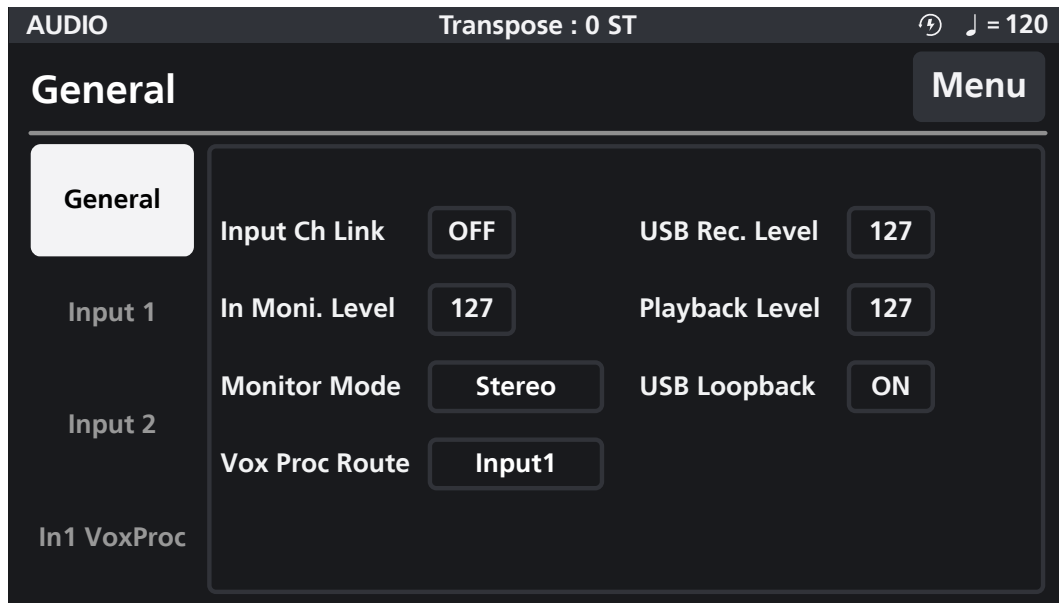 AUDIO Transpose : 0 ST ♩ = 120
General Menu
General
Input 1
Input 2
In1 VoxProc
Input Ch Link OFF USB Rec. Level 127
In Moni. Level 127 Playback Level 127
Monitor Mode Stereo USB Loopback ON
Vox Proc Route Input1